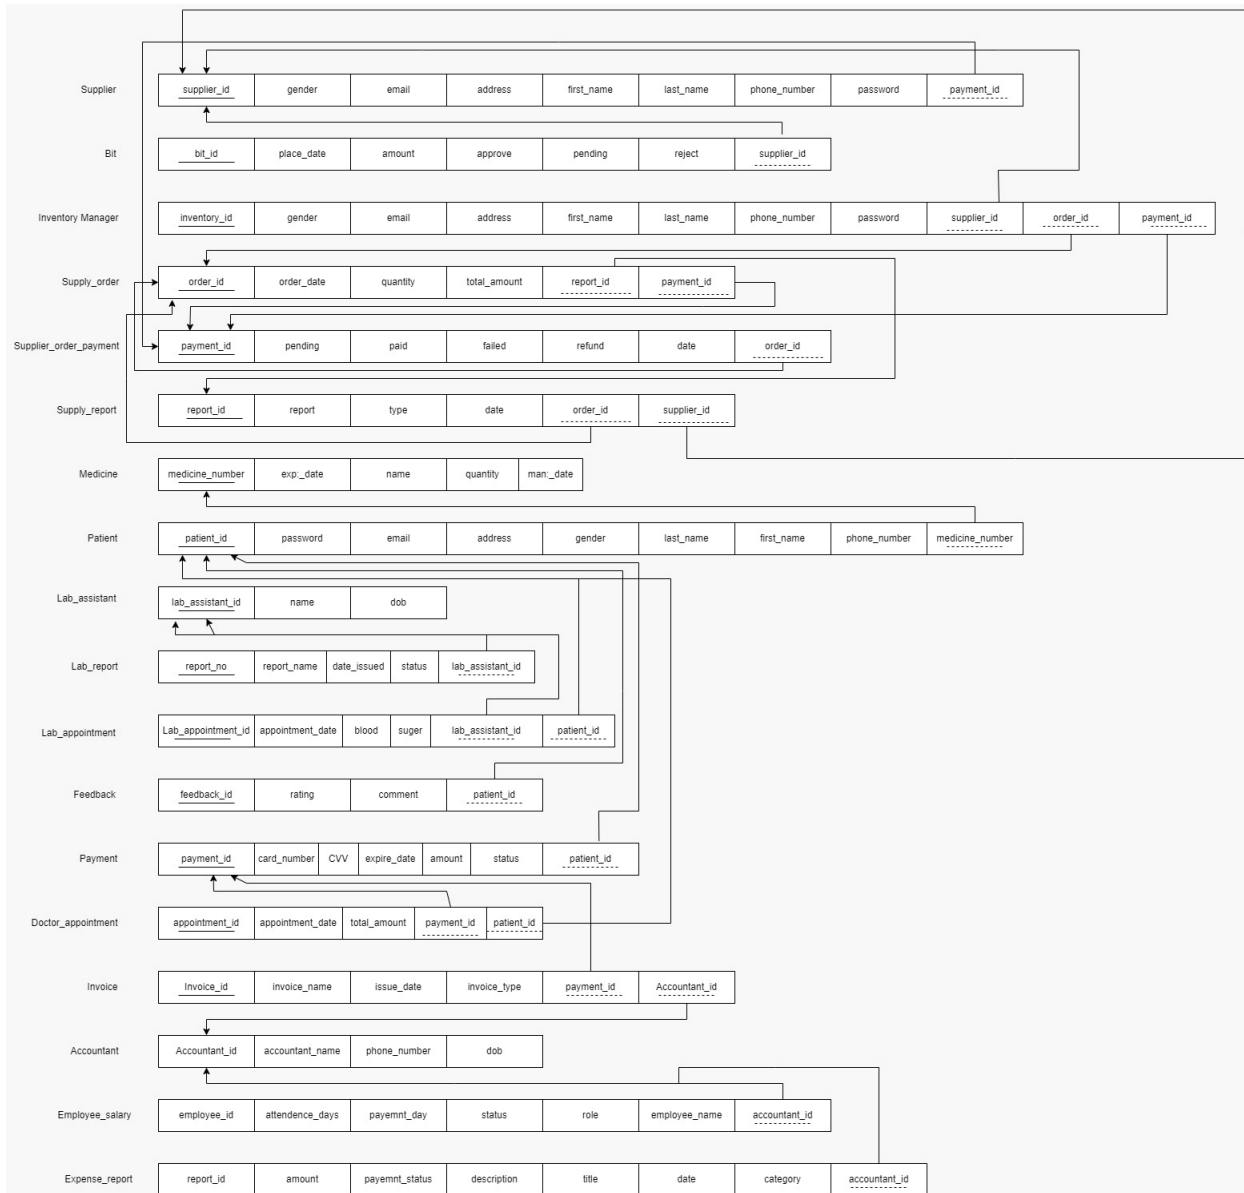 Supplier supplier_id gender email address first_name last_name phone_number password payment_id
Bit bit_id place_date amount approve pending reject supplier_id
Inventory Manager inventory_id gender email address first_name last_name phone_number password supplier_id order_id payment_id
Supply_order order_id order_date quantity total_amount report_id payment_id
Supplier_order_payment payment_id pending paid failed refund date order_id
Supply_report report_id report type date order_id supplier_id
Medicine medicine_number exp:_date name quantity man:_date
Patient patient_id password email address gender last_name first_name phone_number medicine_number
Lab_assistant lab_assistant_id name dob
Lab_report report_no report_name date_issued status lab_assistant_id
Lab_appointment Lab_appointment_id appointment_date blood suger lab_assistant_id patient_id
Feedback feedback_id rating comment patient_id
Payment payment_id card_number CVV expire_date amount status patient_id
Doctor_appointment appointment_id appointment_date total_amount payment_id patient_id
Invoice Invoice_id invoice_name issue_date invoice_type payment_id Accountant_id
Accountant Accountant_id accountant_name phone_number dob
Employee_salary employee_id attendence_days payemnt_day status role employee_name accountant_id
Expense_report report_id amount payemnt_status description title date category accountant_id